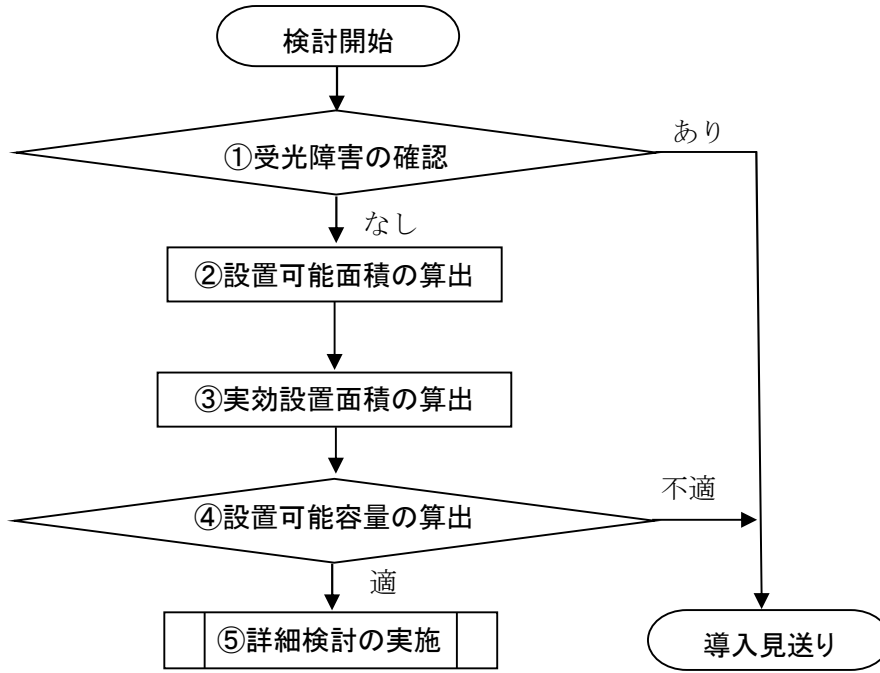 検討開始
①受光障害の確認
あり
なし
②設置可能面積の算出
③実効設置面積の算出
④設置可能容量の算出
不適
適
⑤詳細検討の実施
導入見送り